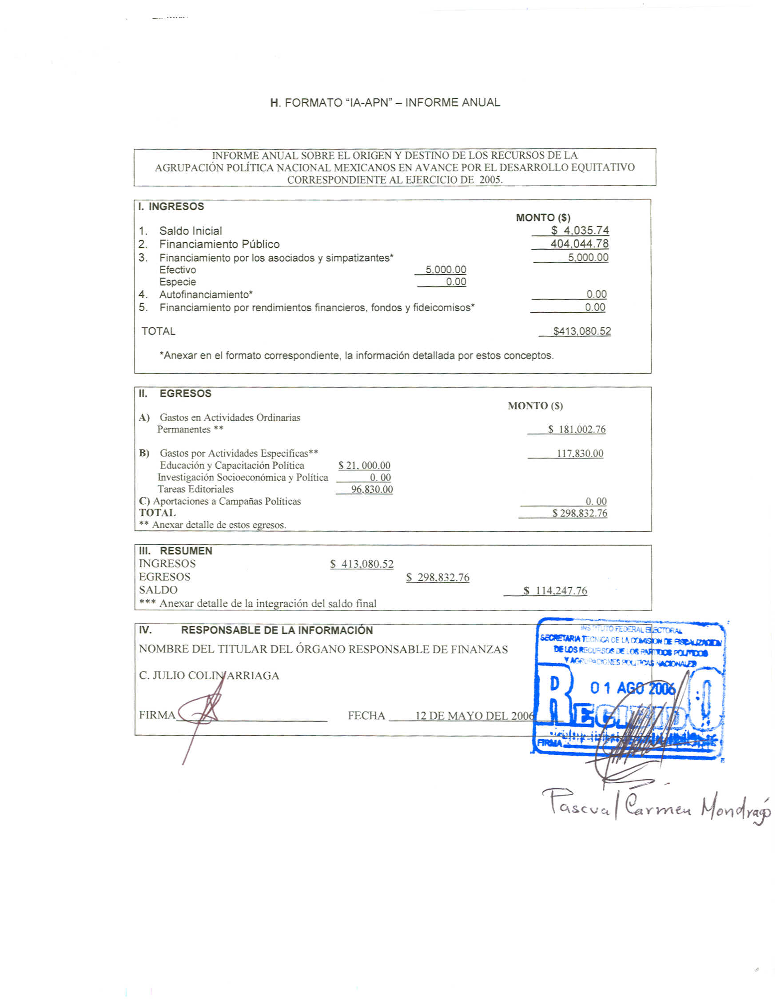 H. FORMATO “IA-APN” – INFORME ANUAL
INFORME ANUAL SOBRE EL ORIGEN Y DESTINO DE LOS RECURSOS DE LA
AGRUPACIÓN POLÍTICA NACIONAL MEXICANOS EN AVANCE POR EL DESARROLLO EQUITATIVO
CORRESPONDIENTE AL EJERCICIO DE 2005.
I. INGRESOS
MONTO ($)
1. Saldo Inicial $ 4,035.74
2. Financiamiento Público 404,044.78
3. Financiamiento por los asociados y simpatizantes* 5,000.00
Efectivo 5,000.00
Especie 0.00
4. Autofinanciamiento* 0.00
5. Financiamiento por rendimientos financieros, fondos y fideicomisos* 0.00
TOTAL $413,080.52
*Anexar en el formato correspondiente, la información detallada por estos conceptos.
II. EGRESOS
MONTO ($)
A) Gastos en Actividades Ordinarias
Permanentes ** $ 181,002.76
B) Gastos por Actividades Especificas** 117,830.00
Educación y Capacitación Política $ 21, 000.00
Investigación Socioeconómica y Política 0. 00
Tareas Editoriales 96,830.00
C) Aportaciones a Campañas Políticas 0. 00
TOTAL $ 298,832.76
** Anexar detalle de estos egresos.
III. RESUMEN
INGRESOS $ 413,080.52
EGRESOS $ 298,832.76
SALDO $ 114,247.76
*** Anexar detalle de la integración del saldo final
IV. RESPONSABLE DE LA INFORMACIÓN
NOMBRE DEL TITULAR DEL ÓRGANO RESPONSABLE DE FINANZAS
C. JULIO COLIN ARRIAGA
FIRMA FECHA 12 DE MAYO DEL 2006
INSTITUTO FEDERAL ELECTORAL
SECRETARIA TECNICA DE LA COMISION DE FISCALIZACION
DE LOS RECURSOS DE LOS PARTIDOS POLITICOS
Y AGRUPACIONES POLITICAS NACIONALES
01 AGO 2006
RECIBIDO
FIRMA
Pascual Carmen Mondragó